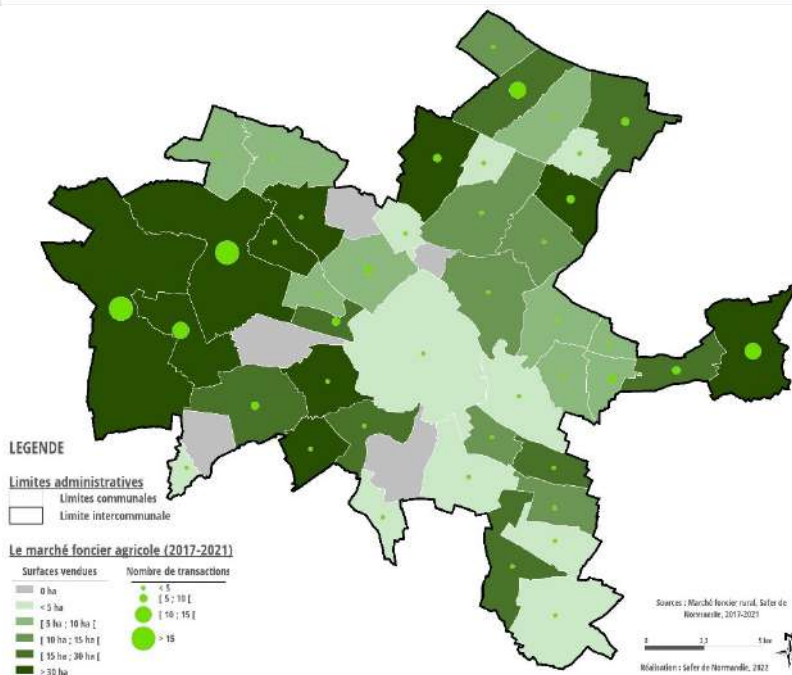 LEGENDE
Limites administratives
Limites communales
Limite intercommunale
Le marché foncier agricole (2017-2021)
Surfaces vendues
0 ha
< 5 ha
[ 5 ha ; 10 ha [
[ 10 ha ; 15 ha [
[ 15 ha ; 30 ha [
> 30 ha
Nombre de transactions
< 5
[ 5 ; 10 [
[ 10 ; 15 [
> 15
Sources : Marché foncier rural, Safer de
Normandie, 2017-2021
0 2,5 5 km
Réalisation : Safer de Normandie, 2022